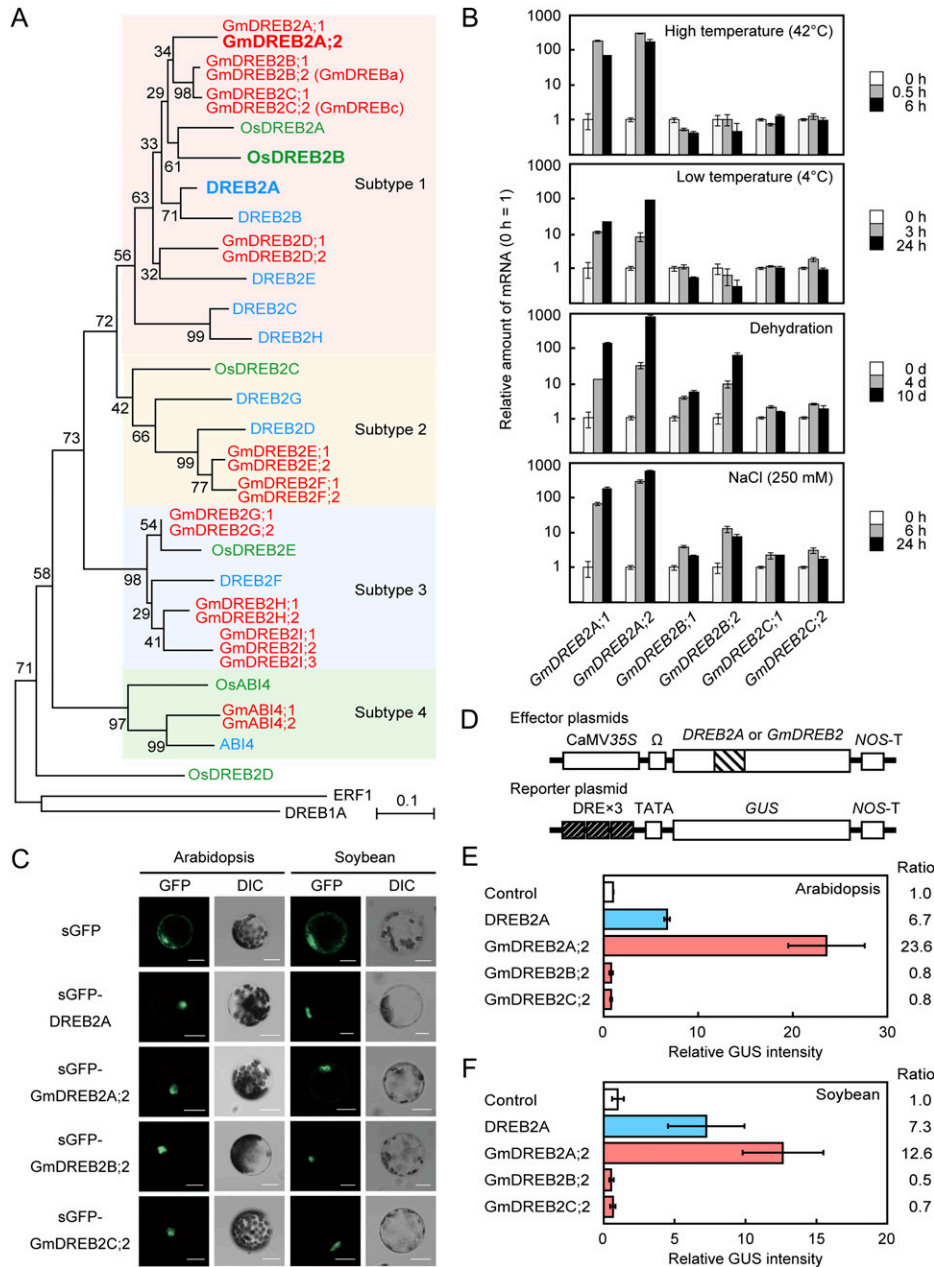 A
GmDREB2A;1
GmDREB2A;2
GmDREB2B;1
GmDREB2B;2 (GmDREBa)
GmDREB2C;1
GmDREB2C;2 (GmDREBc)
OsDREB2A
OsDREB2B
DREB2A
Subtype 1
DREB2B
GmDREB2D;1
GmDREB2D;2
DREB2E
DREB2C
DREB2H
OsDREB2C
DREB2G
DREB2D
Subtype 2
GmDREB2E;1
GmDREB2E;2
GmDREB2F;1
GmDREB2F;2
GmDREB2G;1
GmDREB2G;2
OsDREB2E
DREB2F
Subtype 3
GmDREB2H;1
GmDREB2H;2
GmDREB2I;1
GmDREB2I;2
GmDREB2I;3
OsABI4
GmABI4;1
GmABI4;2
Subtype 4
ABI4
OsDREB2D
ERF1
DREB1A
0.1
34
29
98
33
61
63
71
56
32
99
72
42
66
73
99
77
54
98
29
41
58
71
97
99
B
Relative amount of mRNA (0 h = 1)
High temperature (42°C)
1000
100
10
1
0 h
0.5 h
6 h
Low temperature (4°C)
1000
100
10
1
0 h
3 h
24 h
Dehydration
1000
100
10
1
0 d
4 d
10 d
NaCl (250 mM)
1000
100
10
1
0 h
6 h
24 h
GmDREB2A;1
GmDREB2A;2
GmDREB2B;1
GmDREB2B;2
GmDREB2C;1
GmDREB2C;2
C
Arabidopsis Soybean
GFP DIC GFP DIC
sGFP
sGFP-
DREB2A
sGFP-
GmDREB2A;2
sGFP-
GmDREB2B;2
sGFP-
GmDREB2C;2
D
Effector plasmids
CaMV35S Ω DREB2A or GmDREB2 NOS-T
Reporter plasmid
DRE×3 TATA GUS NOS-T
E
Ratio
Arabidopsis
Control 1.0
DREB2A 6.7
GmDREB2A;2 23.6
GmDREB2B;2 0.8
GmDREB2C;2 0.8
0 10 20 30
Relative GUS intensity
F
Ratio
Soybean
Control 1.0
DREB2A 7.3
GmDREB2A;2 12.6
GmDREB2B;2 0.5
GmDREB2C;2 0.7
0 5 10 15 20
Relative GUS intensity